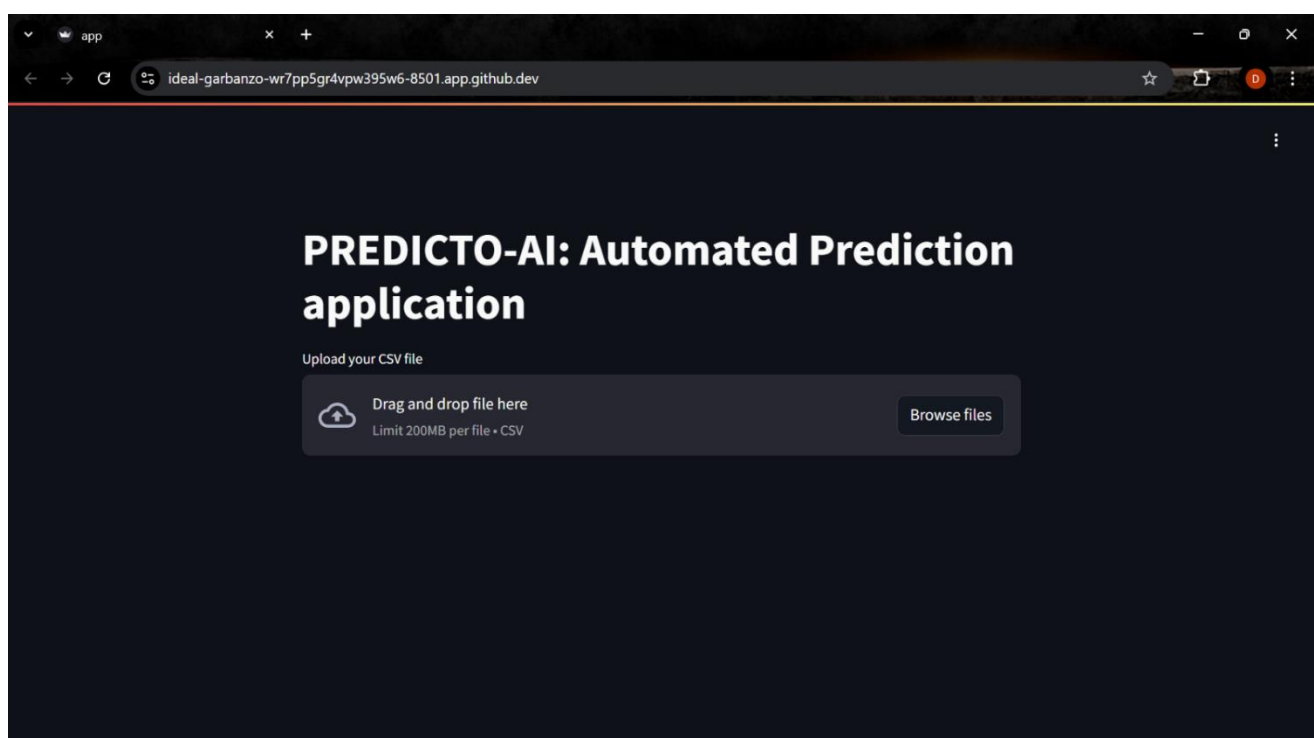 app
ideal-garbanzo-wr7pp5gr4vpw395w6-8501.app.github.dev
D
PREDICTO-AI: Automated Prediction
application
Upload your CSV file
Drag and drop file here
Limit 200MB per file • CSV
Browse files